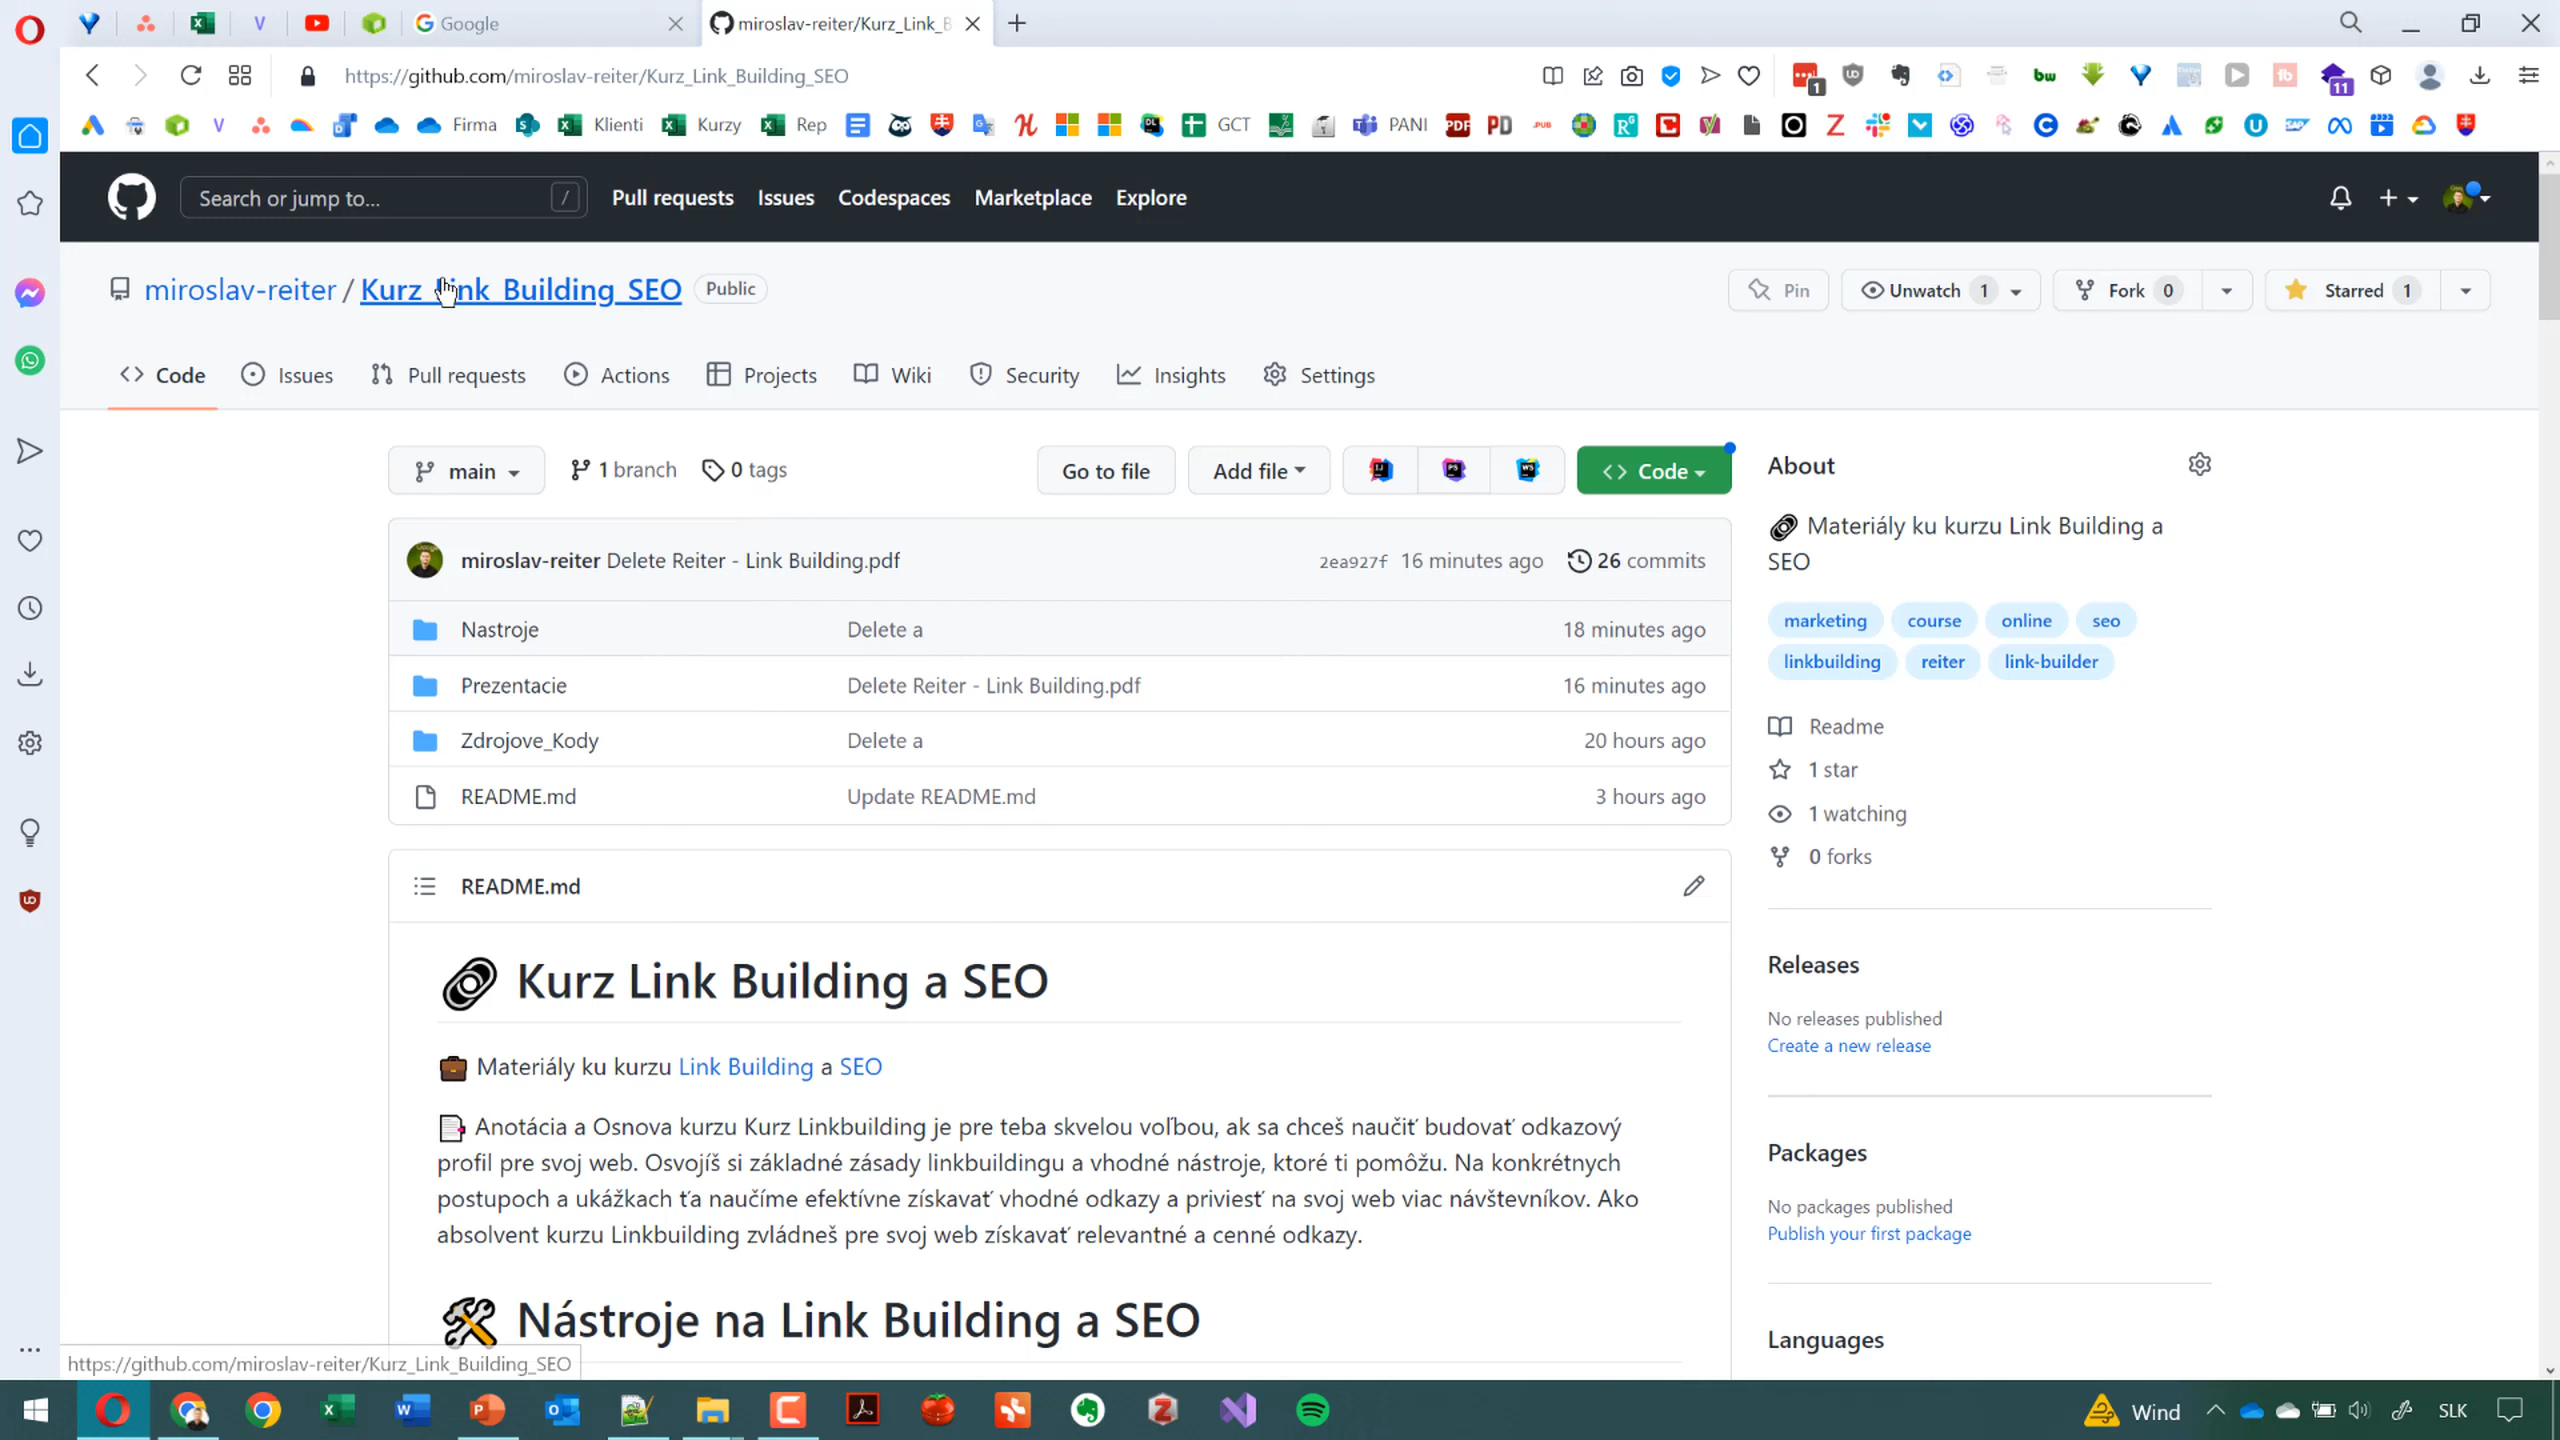 Google
miroslav-reiter/Kurz_Link_B
https://github.com/miroslav-reiter/Kurz_Link_Building_SEO
1
bw
11
Firma
Klienti
Kurzy
Rep
GCT
PANI
PDF
PD
.PUB
Search or jump to...
/
Pull requests
Issues
Codespaces
Marketplace
Explore
miroslav-reiter / Kurz_Link_Building_SEO
Public
Pin
Unwatch 1
Fork 0
Starred 1
Code
Issues
Pull requests
Actions
Projects
Wiki
Security
Insights
Settings
main
1 branch
0 tags
Go to file
Add file
Code
About
Materiály ku kurzu Link Building a
SEO
marketing course online seo
linkbuilding reiter link-builder
Readme
1 star
1 watching
0 forks
miroslav-reiter Delete Reiter - Link Building.pdf
2ea927f 16 minutes ago
26 commits
Nastroje Delete a 18 minutes ago
Prezentacie Delete Reiter - Link Building.pdf 16 minutes ago
Zdrojove_Kody Delete a 20 hours ago
README.md Update README.md 3 hours ago
README.md
Kurz Link Building a SEO
Materiály ku kurzu Link Building a SEO
Anotácia a Osnova kurzu Kurz Linkbuilding je pre teba skvelou voľbou, ak sa chceš naučiť budovať odkazový
profil pre svoj web. Osvojíš si základné zásady linkbuildingu a vhodné nástroje, ktoré ti pomôžu. Na konkrétnych
postupoch a ukážkach ťa naučíme efektívne získavať vhodné odkazy a priviesť na svoj web viac návštevníkov. Ako
absolvent kurzu Linkbuilding zvládneš pre svoj web získavať relevantné a cenné odkazy.
Nástroje na Link Building a SEO
Releases
No releases published
Create a new release
Packages
No packages published
Publish your first package
Languages
https://github.com/miroslav-reiter/Kurz_Link_Building_SEO
Wind
SLK